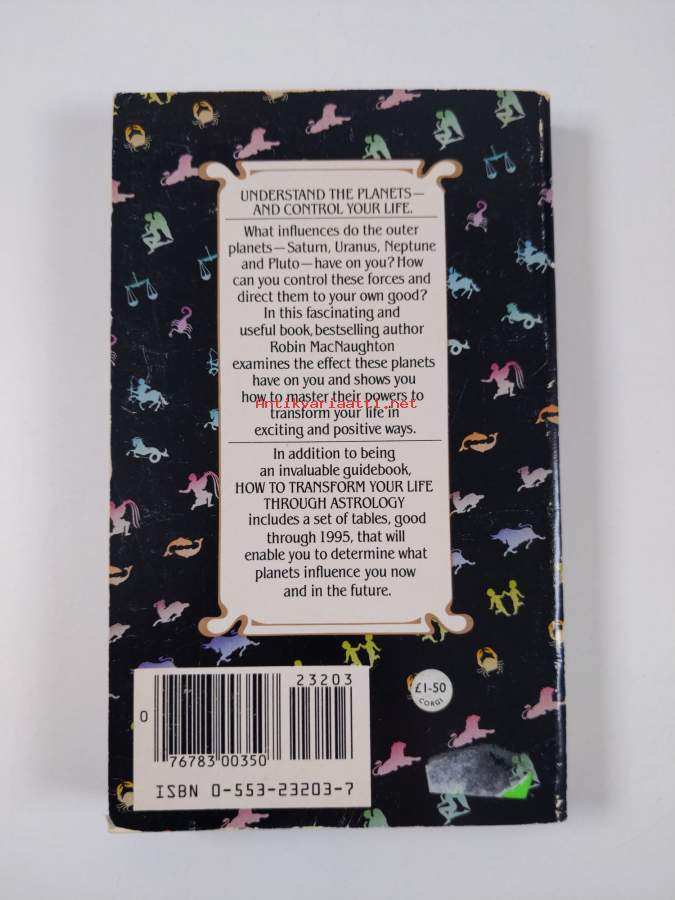 UNDERSTAND THE PLANETS—
AND CONTROL YOUR LIFE.
What influences do the outer
planets—Saturn, Uranus, Neptune
and Pluto—have on you? How
can you control these forces and
direct them to your own good?
In this fascinating and
useful book, bestselling author
Robin MacNaughton
examines the effect these planets
have on you and shows you
how to master their powers to
Antikvariaatti.net
transform your life in
exciting and positive ways.
In addition to being
an invaluable guidebook,
HOW TO TRANSFORM YOUR LIFE
THROUGH ASTROLOGY
includes a set of tables, good
through 1995, that will
enable you to determine what
planets influence you now
and in the future.
23203
0
76783 00350
ISBN 0-553-23203-7
£1·50
CORGI